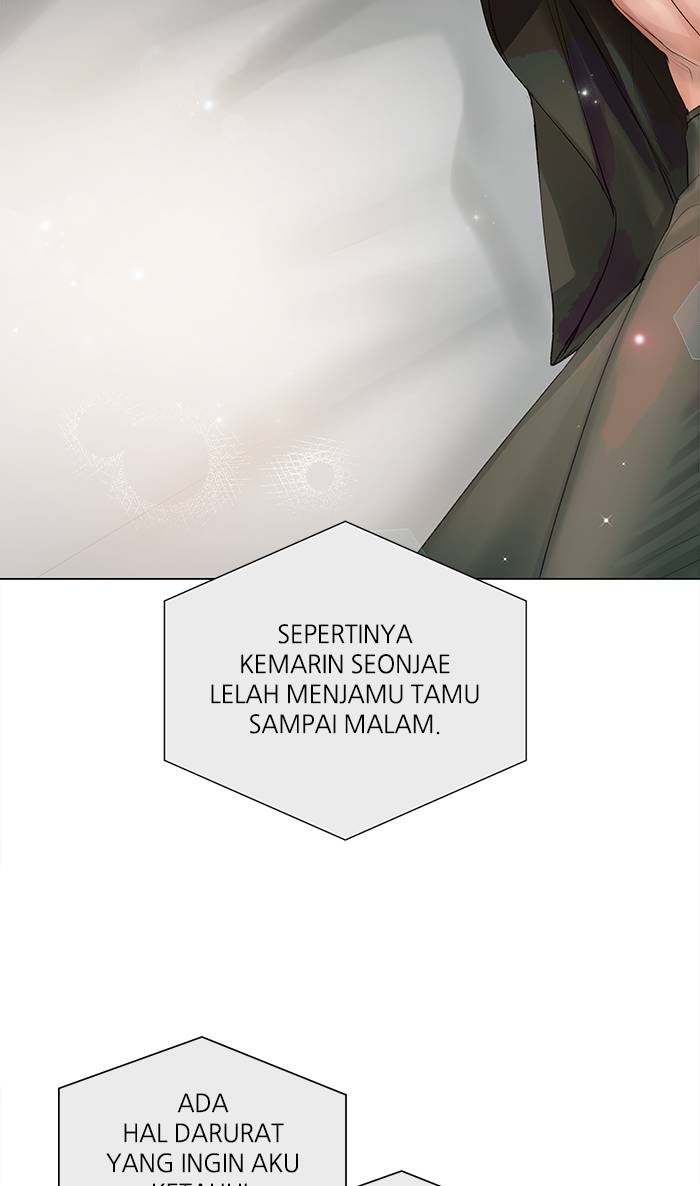 SEPERTINYA
KEMARIN SEONJAE
LELAH MENJAMU TAMU
SAMPAI MALAM.
ADA
HAL DARURAT
YANG INGIN AKU